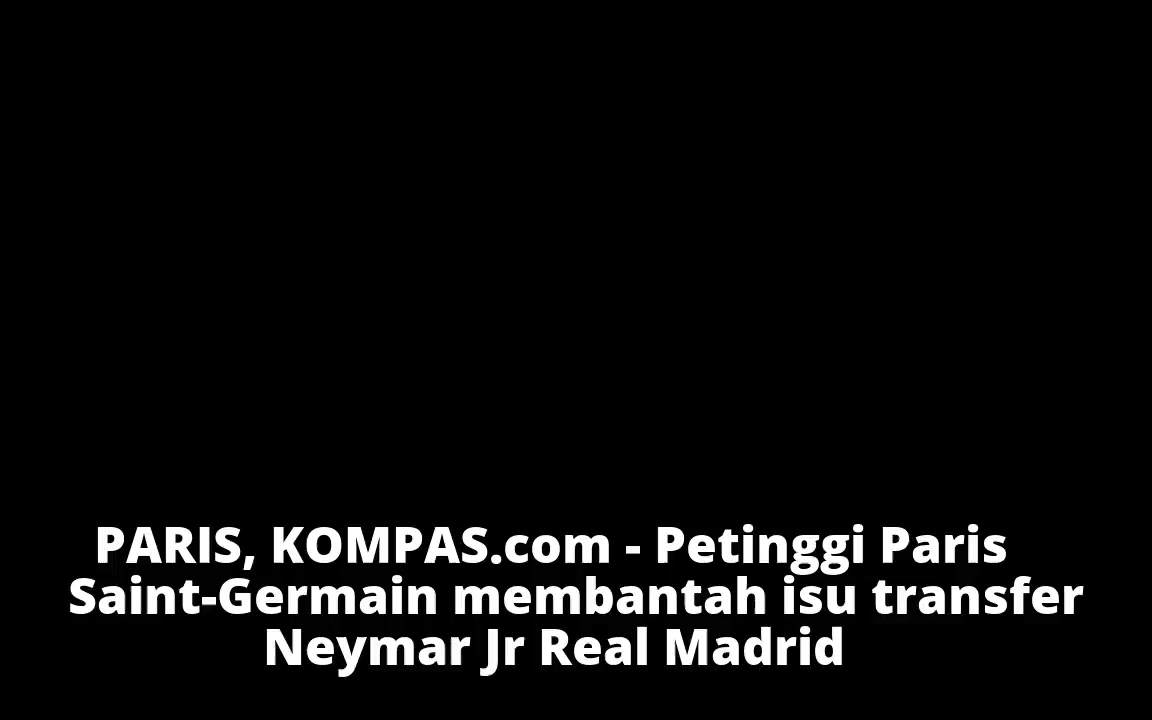 PARIS, KOMPAS.com - Petinggi Paris
Saint-Germain membantah isu transfer
Neymar Jr Real Madrid